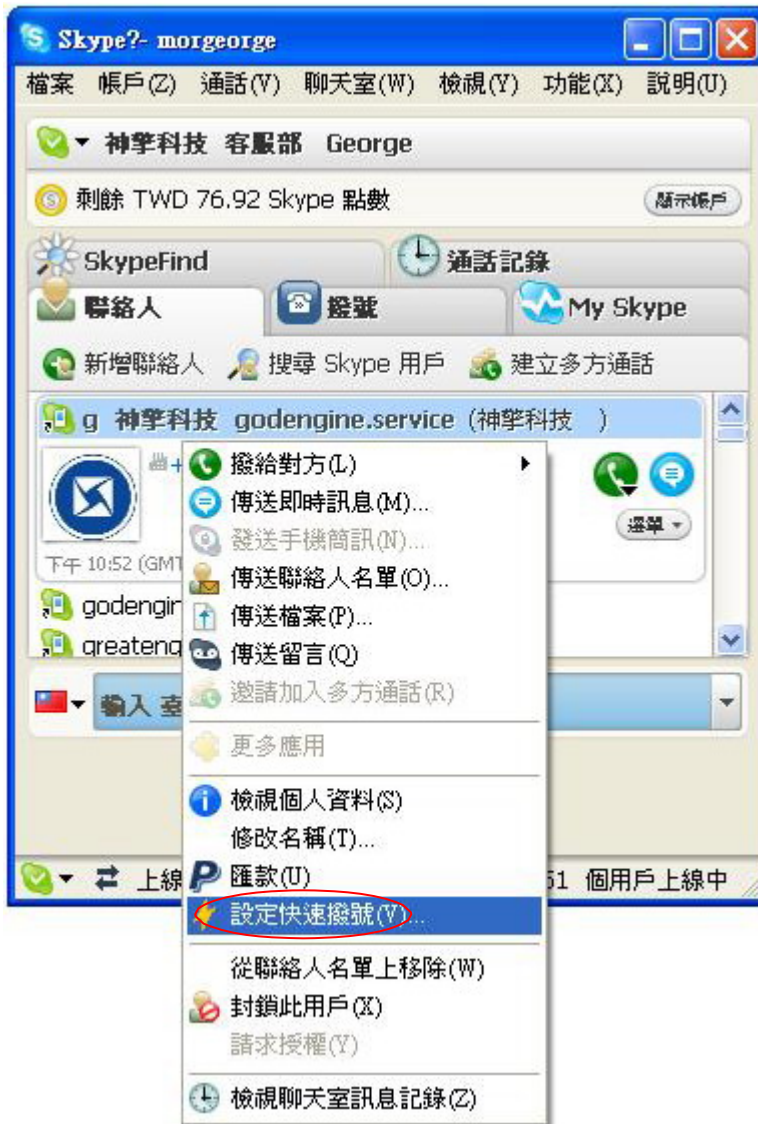 Skype?- morgeorge
檔案 帳戶(Z) 通話(V) 聊天室(W) 檢視(Y) 功能(X) 說明(U)
神擎科技 客服部 George
剩餘 TWD 76.92 Skype 點數 顯示帳戶
SkypeFind 通話記錄
聯絡人 撥號 My Skype
新增聯絡人 搜尋 Skype 用戶 建立多方通話
g 神擎科技 godengine.service (神擎科技 )
撥給對方(L)
傳送即時訊息(M)...
選單
發送手機簡訊(N)...
下午 10:52 (GMT
傳送聯絡人名單(O)...
godengin
傳送檔案(P)...
greateng
傳送留言(Q)
邀請加入多方通話(R)
輸入 臺
更多應用
檢視個人資料(S)
修改名稱(T)...
上線
匯款(U)
51 個用戶上線中
設定快速撥號(V)...
從聯絡人名單上移除(W)
封鎖此用戶(X)
請求授權(Y)
檢視聊天室訊息記錄(Z)